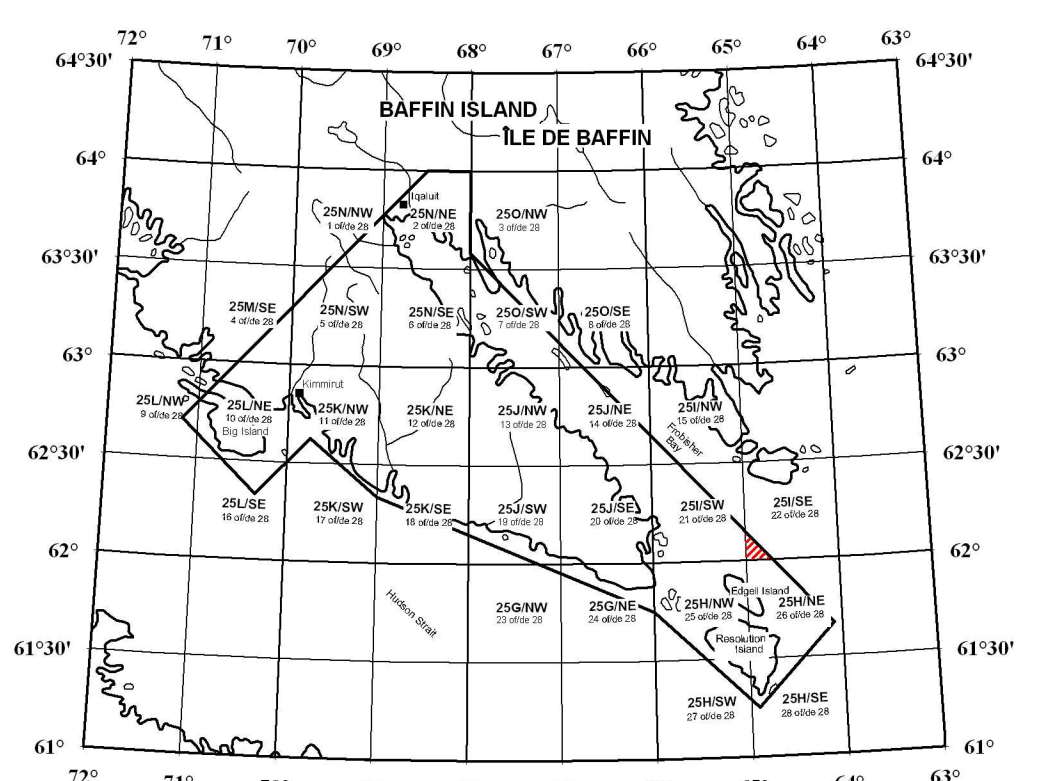 72° 71° 70° 69° 68° 67° 66° 65° 64° 63°
64°30' 64°30'
BAFFIN ISLAND
ÎLE DE BAFFIN
64° 64°
Iqaluit
25N/NW 25N/NE 25O/NW
1 of/de 28 2 of/de 28 3 of/de 28
63°30' 63°30'
25M/SE 25N/SW 25N/SE 25O/SW 25O/SE
4 of/de 28 5 of/de 28 6 of/de 28 7 of/de 28 8 of/de 28
63° 63°
Kimmirut
25L/NW 25L/NE 25K/NW 25K/NE 25J/NW 25J/NE 25I/NW
9 of/de 28 10 of/de 28 11 of/de 28 12 of/de 28 13 of/de 28 14 of/de 28 15 of/de 28
Big Island
Frobisher
Bay
62°30' 62°30'
25L/SE 25K/SW 25K/SE 25J/SW 25J/SE 25I/SW 25I/SE
16 of/de 28 17 of/de 28 18 of/de 28 19 of/de 28 20 of/de 28 21 of/de 28 22 of/de 28
62° 62°
Hudson Strait
Edgell Island
25G/NW 25G/NE 25H/NW 25H/NE
23 of/de 28 24 of/de 28 25 of/de 28 26 of/de 28
Resolution
Island
61°30' 61°30'
25H/SW 25H/SE
27 of/de 28 28 of/de 28
61° 61°
72° 71° 64° 63°